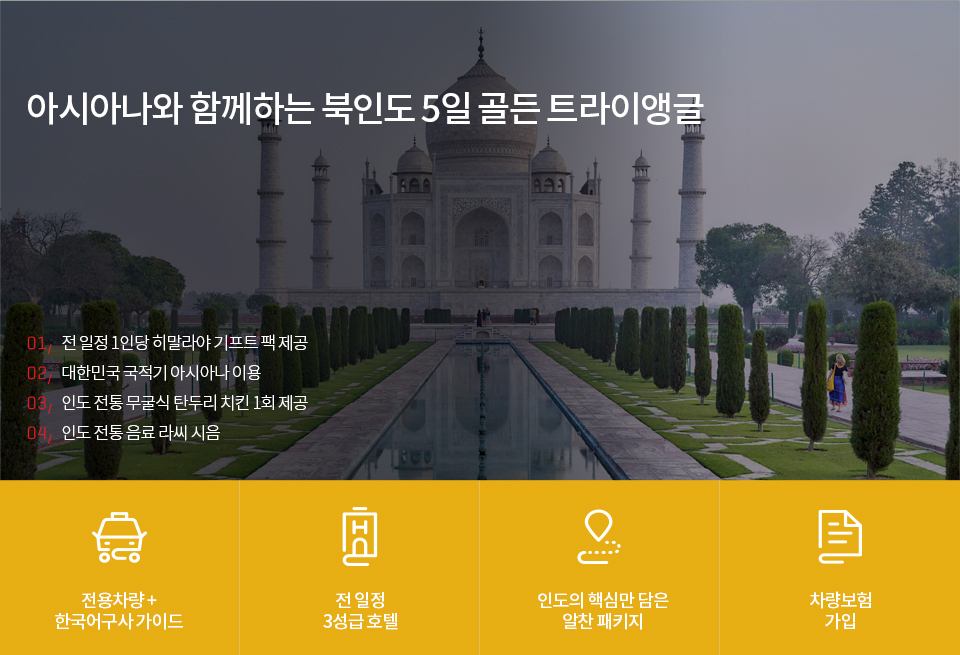 아시아나와 함께하는 북인도 5일 골든 트라이앵글
01, 전 일정 1인당 히말라야 기프트 팩 제공
02, 대한민국 국적기 아시아나 이용
03, 인도 전통 무굴식 탄두리 치킨 1회 제공
04, 인도 전통 음료 라씨 시음
전용차량 +
한국어구사 가이드
H
전 일정
3성급 호텔
인도의 핵심만 담은
알찬 패키지
차량보험
가입